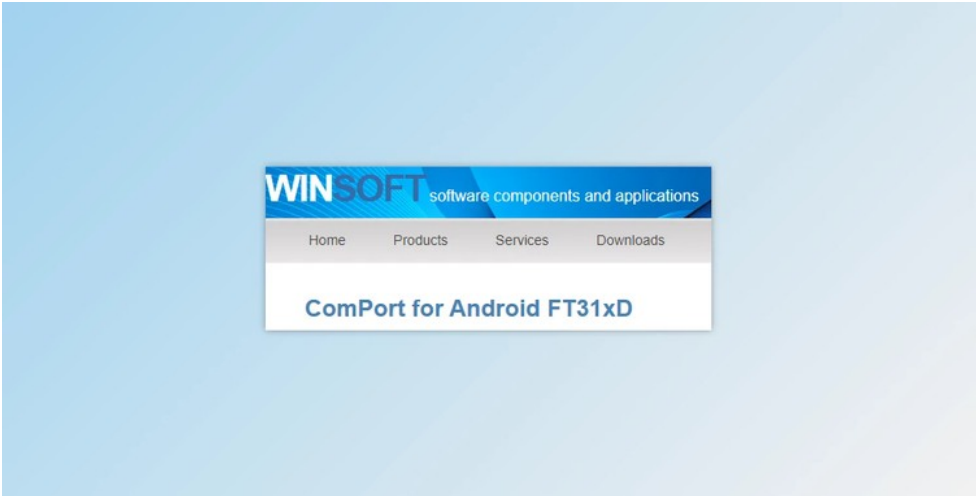 WINSOFT software components and applications
Home Products Services Downloads
ComPort for Android FT31xD